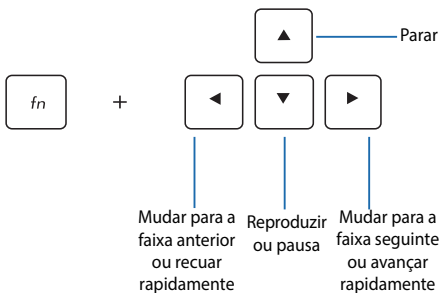 Parar
fn +
Mudar para a
faixa anterior
ou recuar
rapidamente
Reproduzir
ou pausa
Mudar para a
faixa seguinte
ou avançar
rapidamente